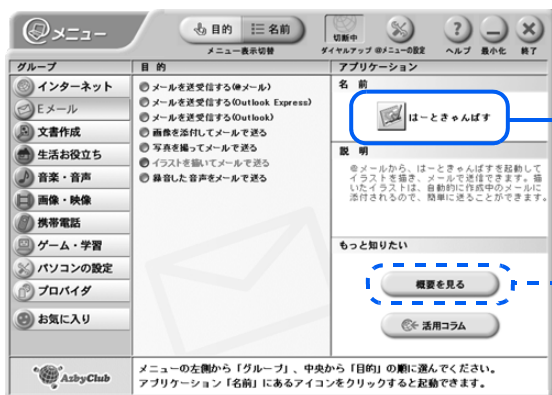 @メニュー
目的
名前
メニュー表示切替
切断中
ダイヤルアップ
@メニューの設定
ヘルプ
最小化
終了
グループ
目 的
アプリケーション
インターネット
Eメール
文書作成
生活お役立ち
音楽・音声
画像・映像
携帯電話
ゲーム・学習
パソコンの設定
プロバイダ
お気に入り
メールを送受信する(@メール)
メールを送受信する(Outlook Express)
メールを送受信する(Outlook)
画像を添付してメールで送る
写真を撮ってメールで送る
イラストを描いてメールで送る
録音した音声をメールで送る
名 前
はーときゃんばす
説 明
@メールから、はーときゃんばすを起動して
イラストを描き、メールで送信できます。描
いたイラストは、自動的に作成中のメールに
添付されるので、簡単に送ることができます。
もっと知りたい
概要を見る
活用コラム
AzbyClub
メニューの左側から「グループ」、中央から「目的」の順に選んでください。
アプリケーション「名前」にあるアイコンをクリックすると起動できます。